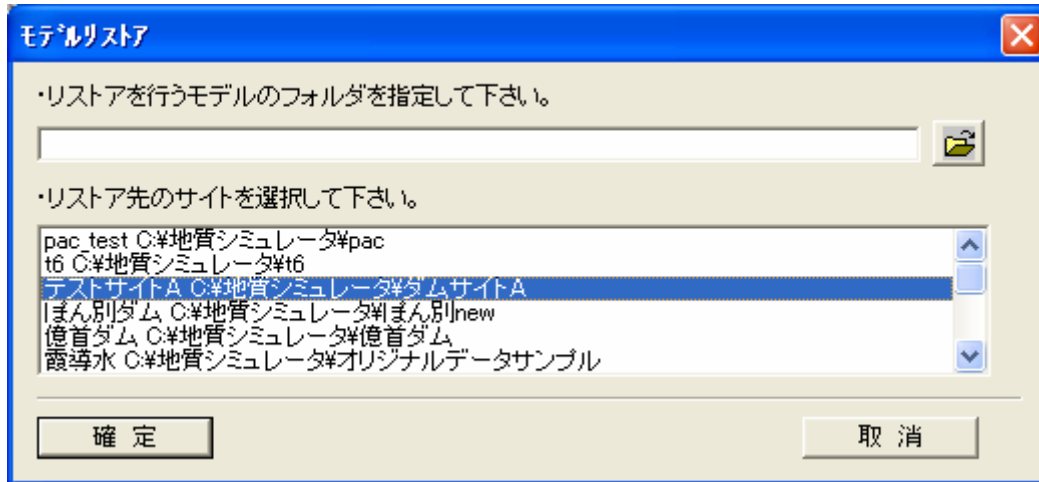 モデルリストア
・リストアを行うモデルのフォルダを指定して下さい。
・リストア先のサイトを選択して下さい。
pac_test C:¥地質シミュレータ¥pac
t6 C:¥地質シミュレータ¥t6
テストサイトA C:¥地質シミュレータ¥ダムサイトA
ぽん別ダム C:¥地質シミュレータ¥ぽん別new
億首ダム C:¥地質シミュレータ¥億首ダム
霞導水 C:¥地質シミュレータ¥オリジナルデータサンプル
確 定
取 消